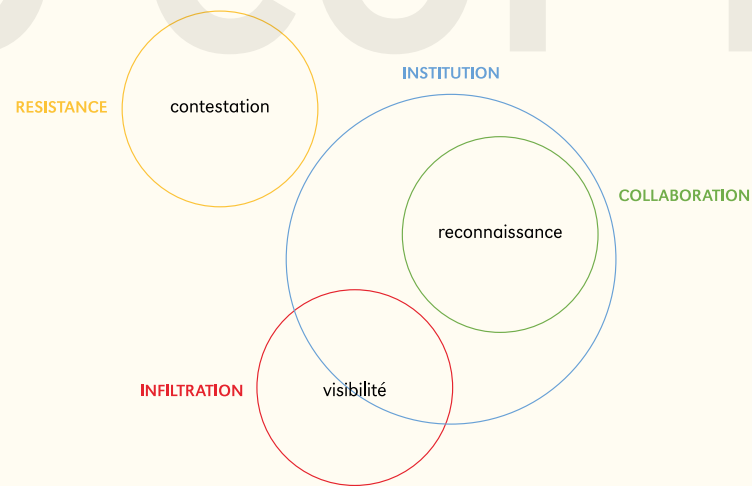 INSTITUTION
RESISTANCE
contestation
COLLABORATION
reconnaissance
INFILTRATION
visibilité